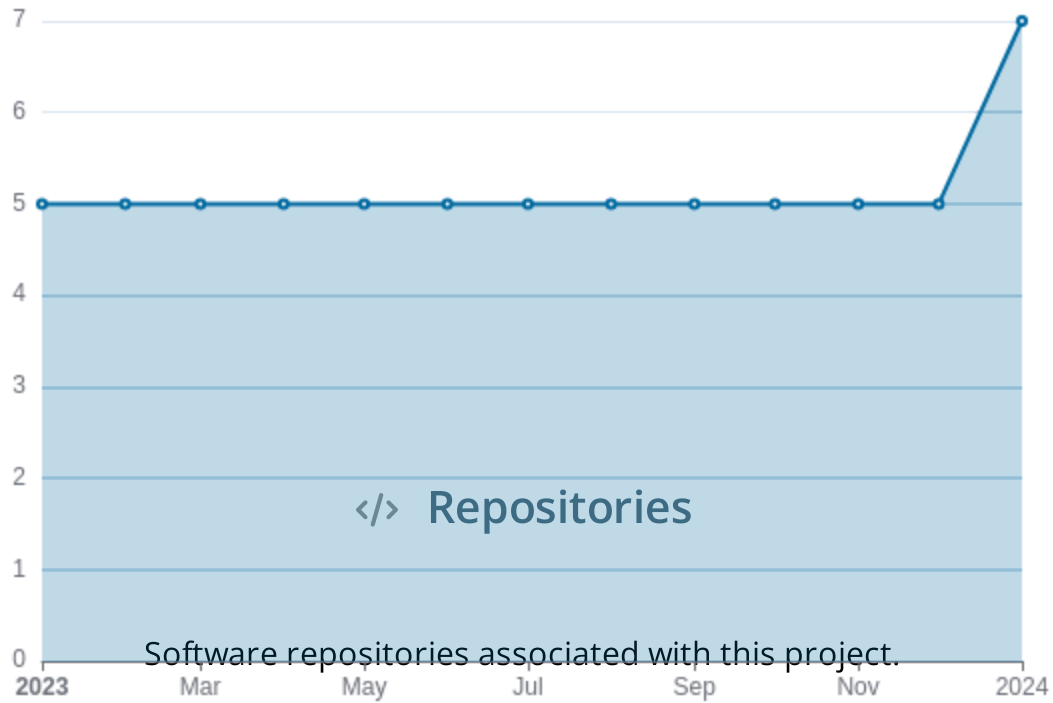 7
6
5
4
3
2
</> Repositories
1
Software repositories associated with this project.
0
2023 Mar May Jul Sep Nov 2024